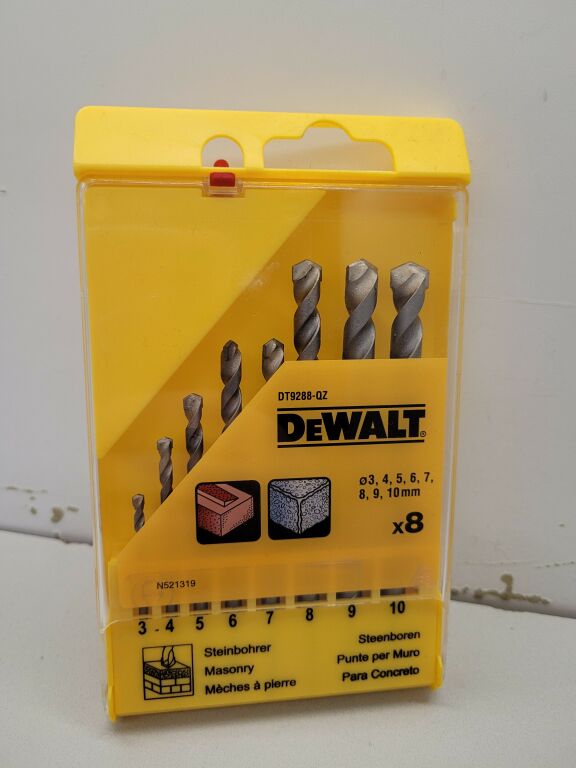 DT9288-QZ
DEWALT®
ø3, 4, 5, 6, 7,
8, 9, 10mm
x8
N521319
3 - 4 5 6 7 8 9 10
Steinbohrer
Masonry
Mèches à pierre
Steenboren
Punte per Muro
Para Concreto